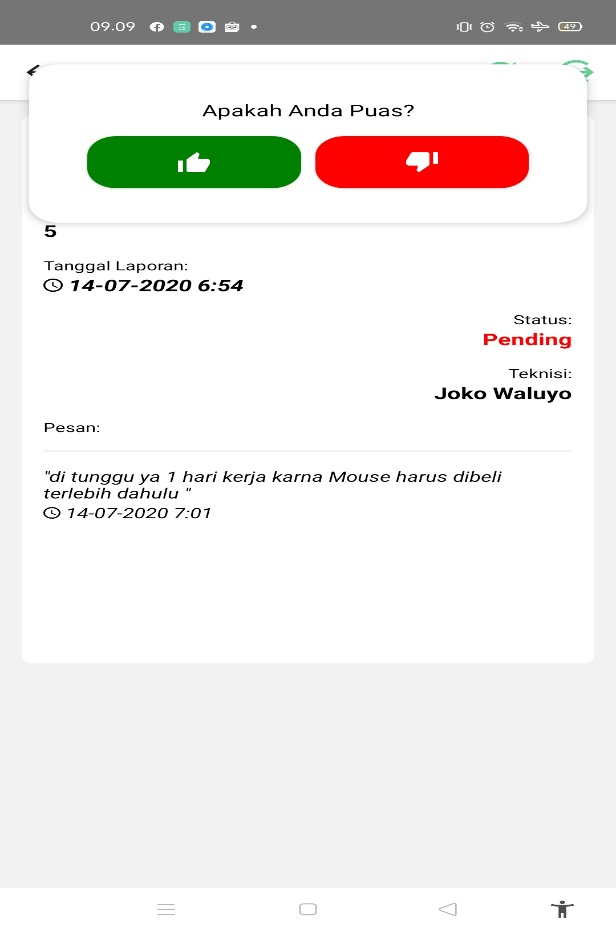 09.09
49
Apakah Anda Puas?
5
Tanggal Laporan:
14-07-2020 6:54
Status:
Pending
Teknisi:
Joko Waluyo
Pesan:
"di tunggu ya 1 hari kerja karna Mouse harus dibeli
terlebih dahulu "
14-07-2020 7:01